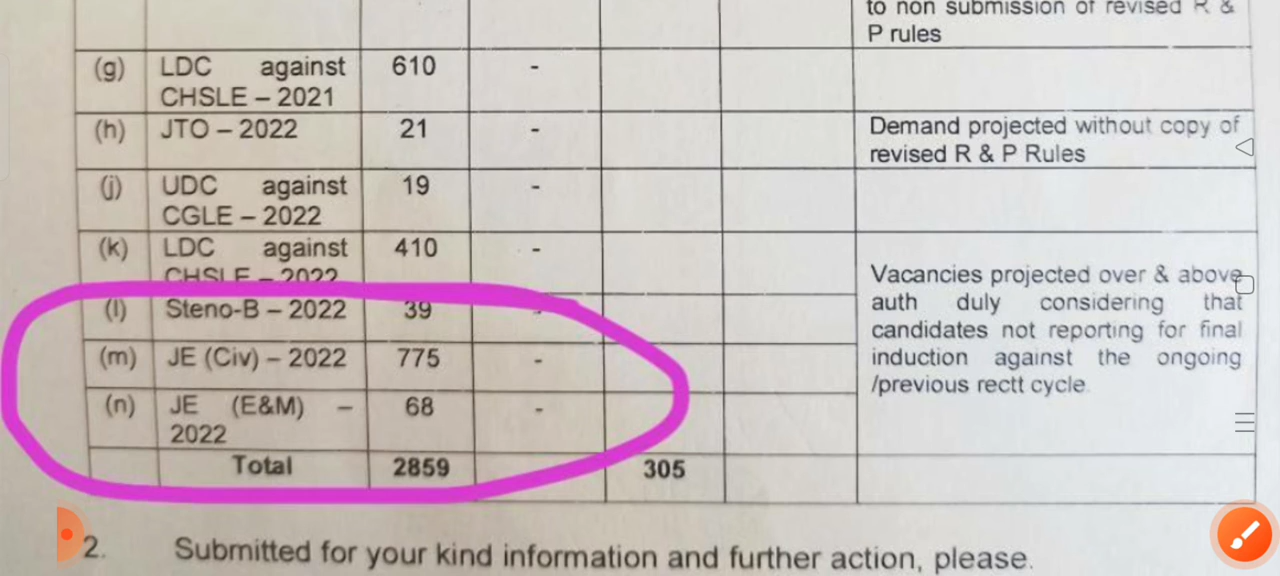 to non submission of revised R &
P rules
(g) LDC against 610 -
CHSLE – 2021
(h) JTO – 2022 21 - Demand projected without copy of
revised R & P Rules
(j) UDC against 19 -
CGLE – 2022
(k) LDC against 410 -
CHSLE – 2022
Vacancies projected over & above
(l) Steno-B – 2022 39 - auth duly considering that
candidates not reporting for final
(m) JE (Civ) – 2022 775 - induction against the ongoing
/previous rectt cycle.
(n) JE (E&M) – 68 -
2022
Total 2859 305
2. Submitted for your kind information and further action, please.